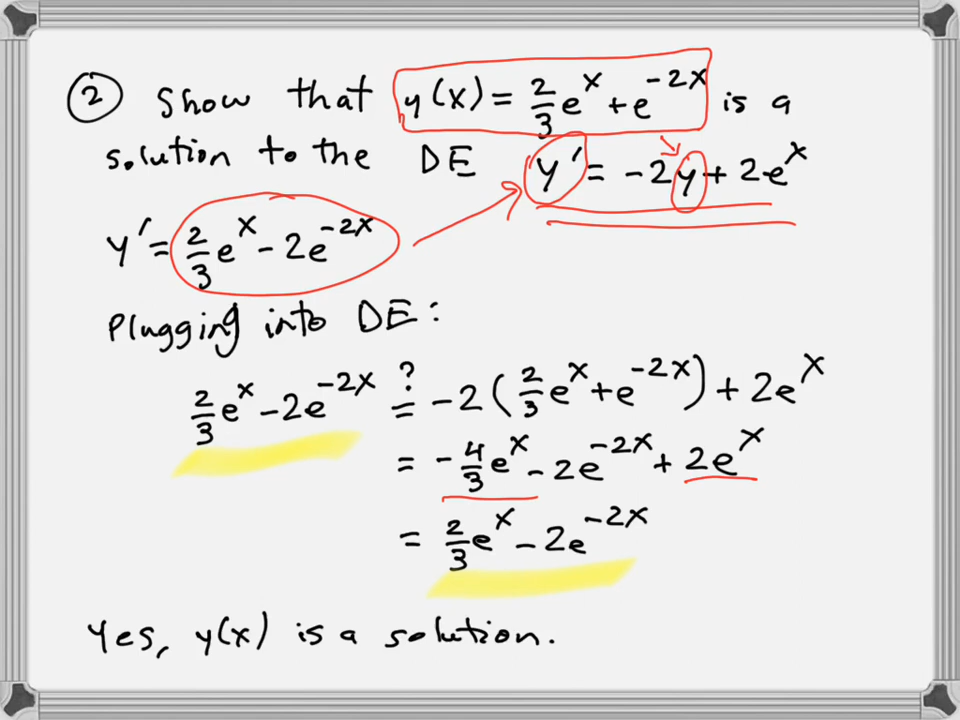 ② Show that y(x) = 2/3 e^x + e^-2x is a
solution to the DE y' = -2y + 2e^x
y' = 2/3 e^x - 2e^-2x
Plugging into DE:
2/3 e^x - 2e^-2x ?= -2(2/3 e^x + e^-2x) + 2e^x
= -4/3 e^x - 2e^-2x + 2e^x
= 2/3 e^x - 2e^-2x
Yes, y(x) is a solution.